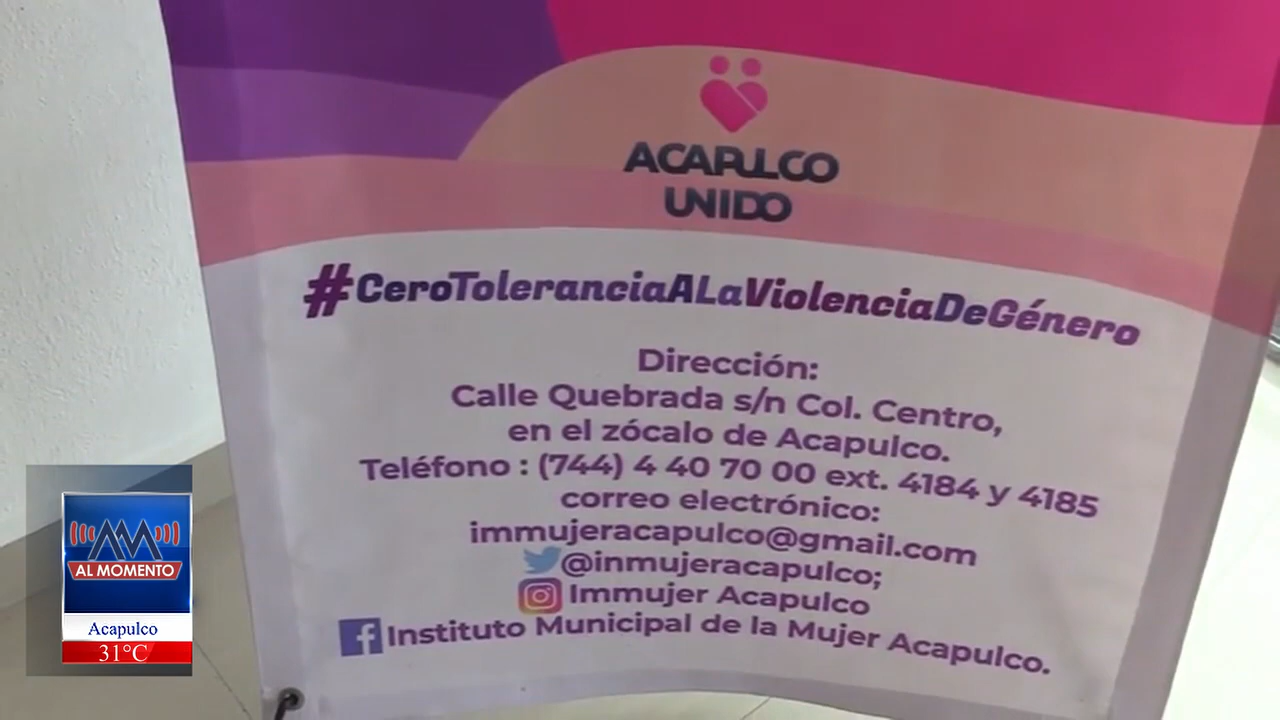 ACAPULCO
UNIDO
#CeroToleranciaALaViolenciaDeGénero
Dirección:
Calle Quebrada s/n Col. Centro,
en el zócalo de Acapulco.
Teléfono : (744) 4 40 70 00 ext. 4184 y 4185
correo electrónico:
immujeracapulco@gmail.com
@inmujeracapulco;
Immujer Acapulco
Instituto Municipal de la Mujer Acapulco.
AM
AL MOMENTO
Acapulco
31°C